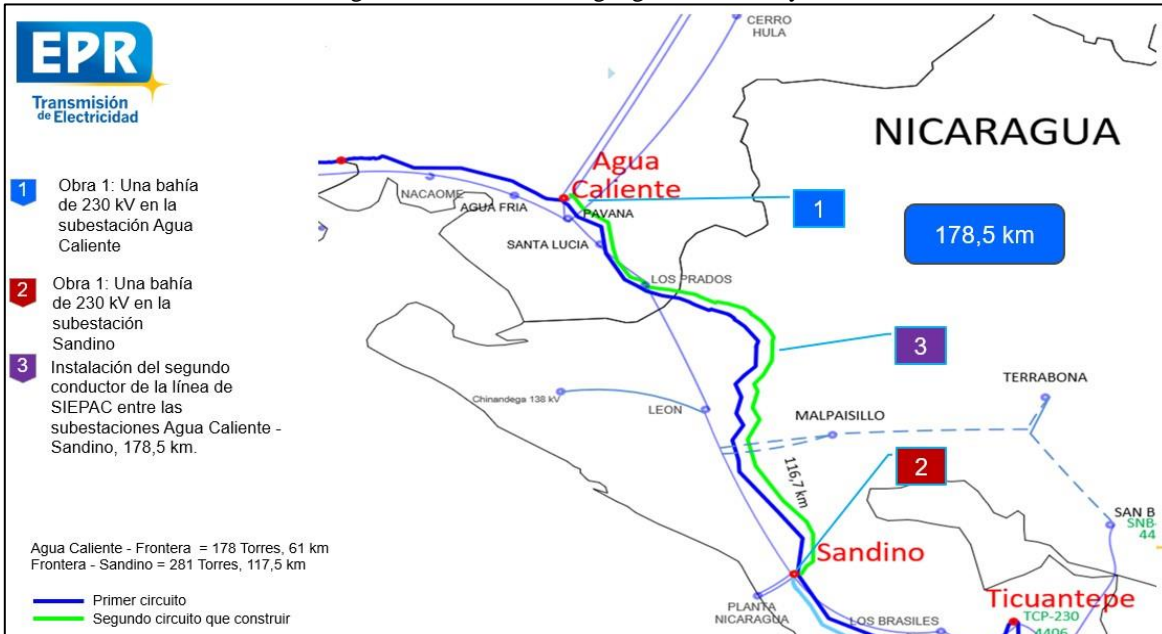 EPR
Transmisión
de Electricidad
1
Obra 1: Una bahía
de 230 kV en la
subestación Agua
Caliente
2
Obra 1: Una bahía
de 230 kV en la
subestación
Sandino
3
Instalación del segundo
conductor de la línea de
SIEPAC entre las
subestaciones Agua Caliente -
Sandino, 178,5 km.
Agua Caliente - Frontera = 178 Torres, 61 km
Frontera - Sandino = 281 Torres, 117,5 km
Primer circuito
Segundo circuito que construir
CERRO
HULA
NICARAGUA
178,5 km
Agua
Caliente
1
NACAOME
AGUA FRIA
PAVANA
SANTA LUCIA
LOS PRADOS
3
TERRABONA
Chinandega 138 kV
LEON
MALPAISILLO
116,7 km
2
SAN B
SNB-
44
Sandino
PLANTA
NICARAGUA
LOS BRASILES
Ticuantepe
TCP-230
4406